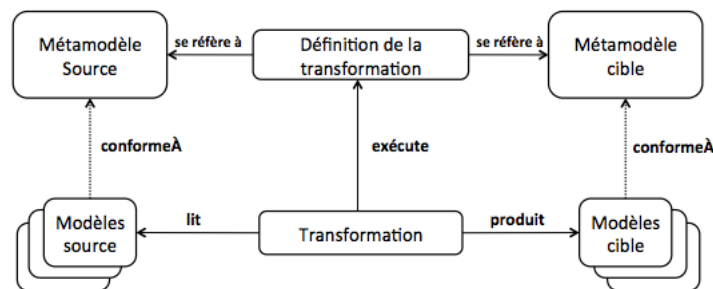 Métamodèle
Source
se réfère à
Définition de la
transformation
se réfère à
Métamodèle
cible
conformeÀ
exécute
conformeÀ
Modèles
source
lit
Transformation
produit
Modèles
cible